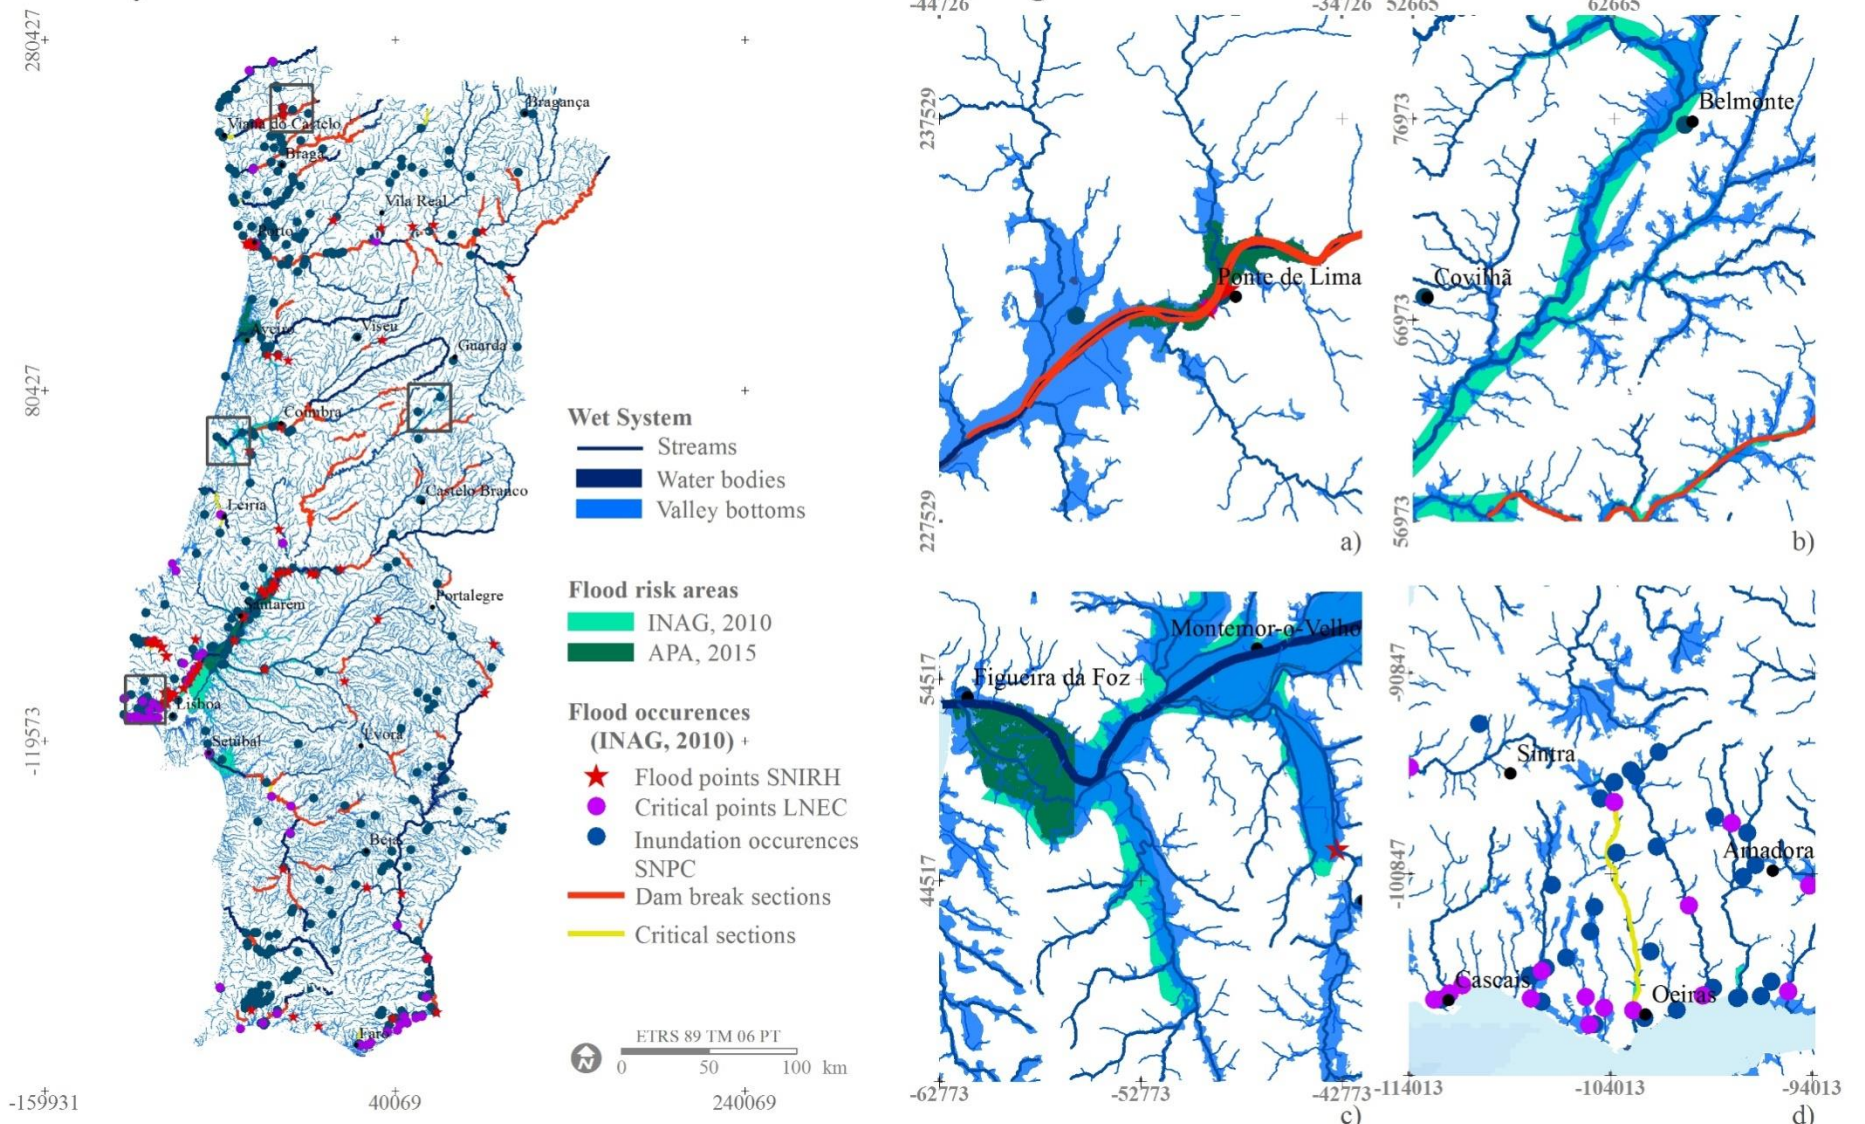 280427
80427
-119573
-159931
40069
240069
Bragança
Viana do Castelo
Braga
Vila Real
Porto
Aveiro
Viseu
Guarda
Coimbra
Castelo Branco
Leiria
Santarem
Portalegre
Lisboa
Setúbal
Évora
Beja
Faro
Wet System
Streams
Water bodies
Valley bottoms
Flood risk areas
INAG, 2010
APA, 2015
Flood occurences
(INAG, 2010)
Flood points SNIRH
Critical points LNEC
Inundation occurences
SNPC
Dam break sections
Critical sections
ETRS 89 TM 06 PT
0 50 100 km
-44726 -34726
237529
227529
Ponte de Lima
a)
52665 62665
76973
66973
56973
Belmonte
Covilhã
b)
54517
44517
Montemor-o-Velho
Figueira da Foz
-62773 -52773 -42773
c)
-90847
-100847
Sintra
Amadora
Cascais
Oeiras
-114013 -104013 -94013
d)